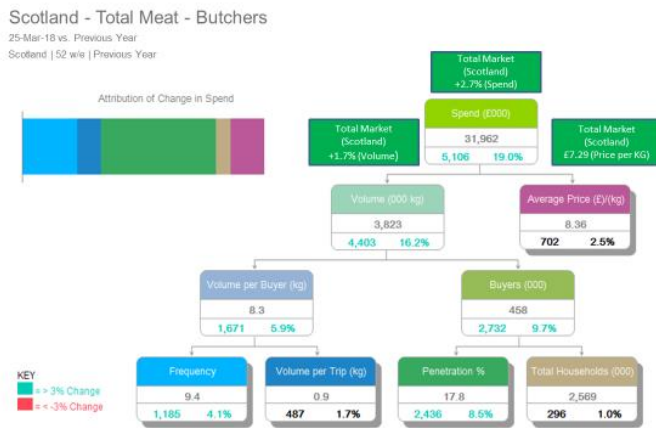 Scotland - Total Meat - Butchers
25-Mar-18 vs. Previous Year
Scotland | 52 w/e | Previous Year
Attribution of Change in Spend
Total Market
(Scotland)
+2.7% (Spend)
Total Market
(Scotland)
+1.7% (Volume)
Spend (£000)
31,962
5,106 19.0%
Total Market
(Scotland)
£7.29 (Price per KG)
Volume (000 kg)
3,823
4,403 16.2%
Average Price (£)/(kg)
8.36
702 2.5%
Volume per Buyer (kg)
8.3
1,671 5.9%
Buyers (000)
458
2,732 9.7%
KEY
= > 3% Change
= < -3% Change
Frequency
9.4
1,185 4.1%
Volume per Trip (kg)
0.9
487 1.7%
Penetration %
17.8
2,436 8.5%
Total Households (000)
2,569
296 1.0%